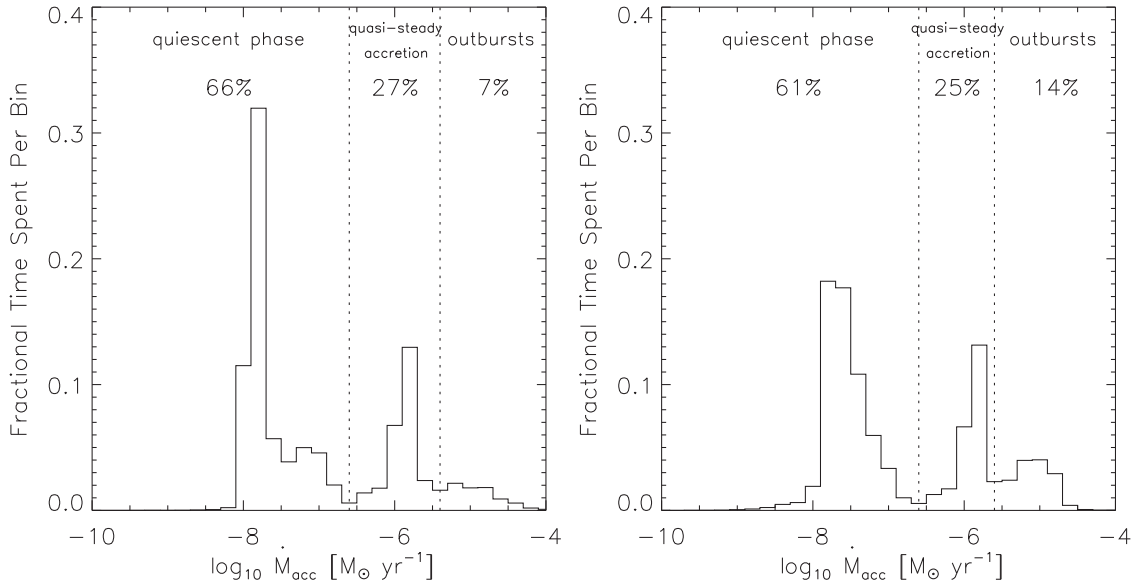 0.4
0.3
0.2
0.1
0.0
Fractional Time Spent Per Bin
quiescent phase
66%
quasi-steady
accretion
27%
outbursts
7%
-10
-8
-6
-4
log₁₀ Ṁacc [M☉ yr⁻¹]
0.4
0.3
0.2
0.1
0.0
Fractional Time Spent Per Bin
quiescent phase
61%
quasi-steady
accretion
25%
outbursts
14%
-10
-8
-6
-4
log₁₀ Ṁacc [M☉ yr⁻¹]